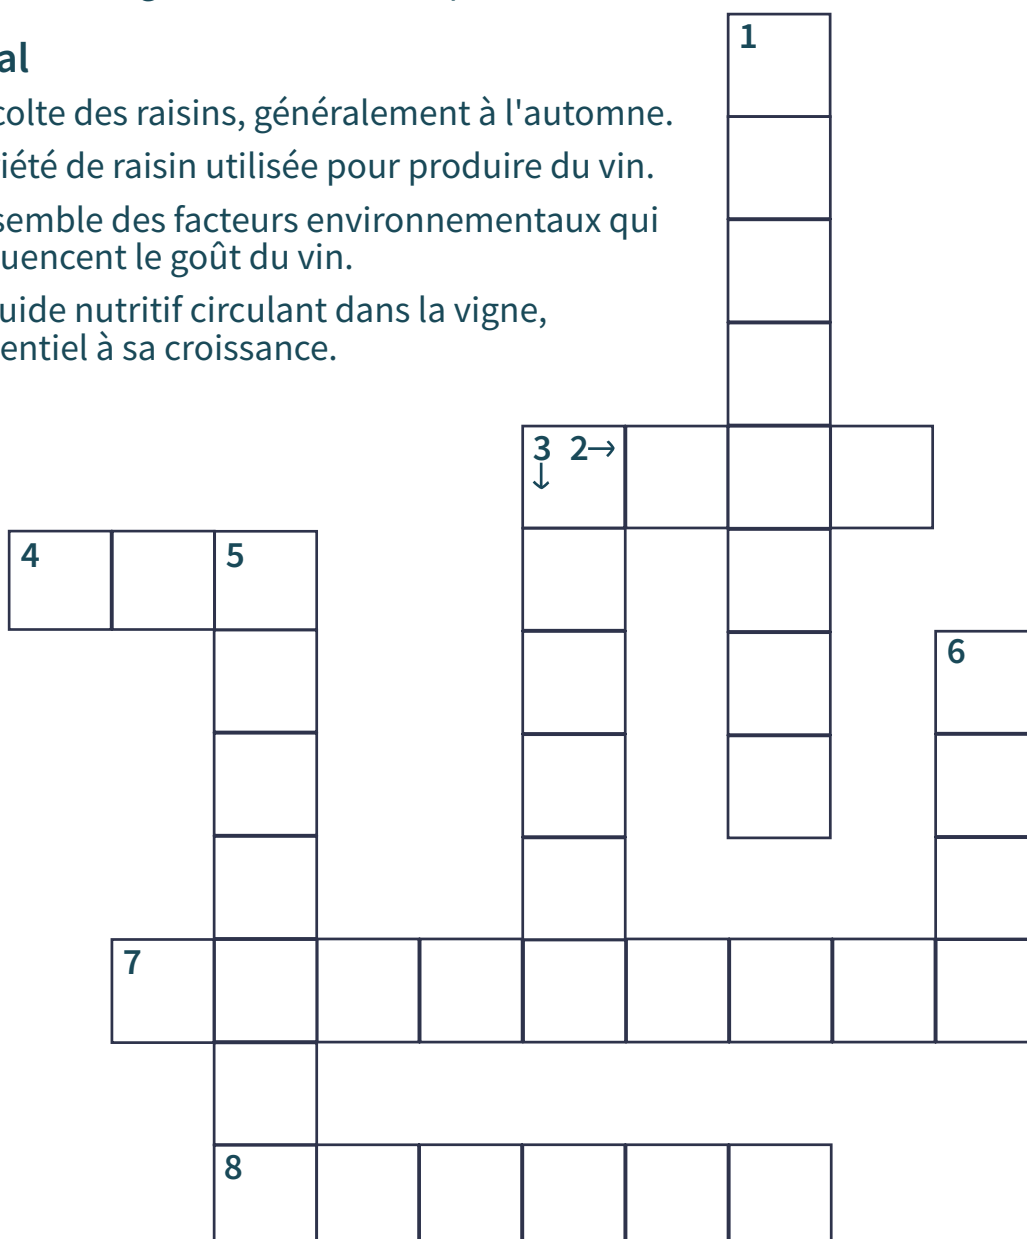 al
colte des raisins, généralement à l'automne.
iété de raisin utilisée pour produire du vin.
semble des facteurs environnementaux qui
uencent le goût du vin.
uide nutritif circulant dans la vigne,
entiel à sa croissance.
1
3 2→
↓
4
5
6
7
8